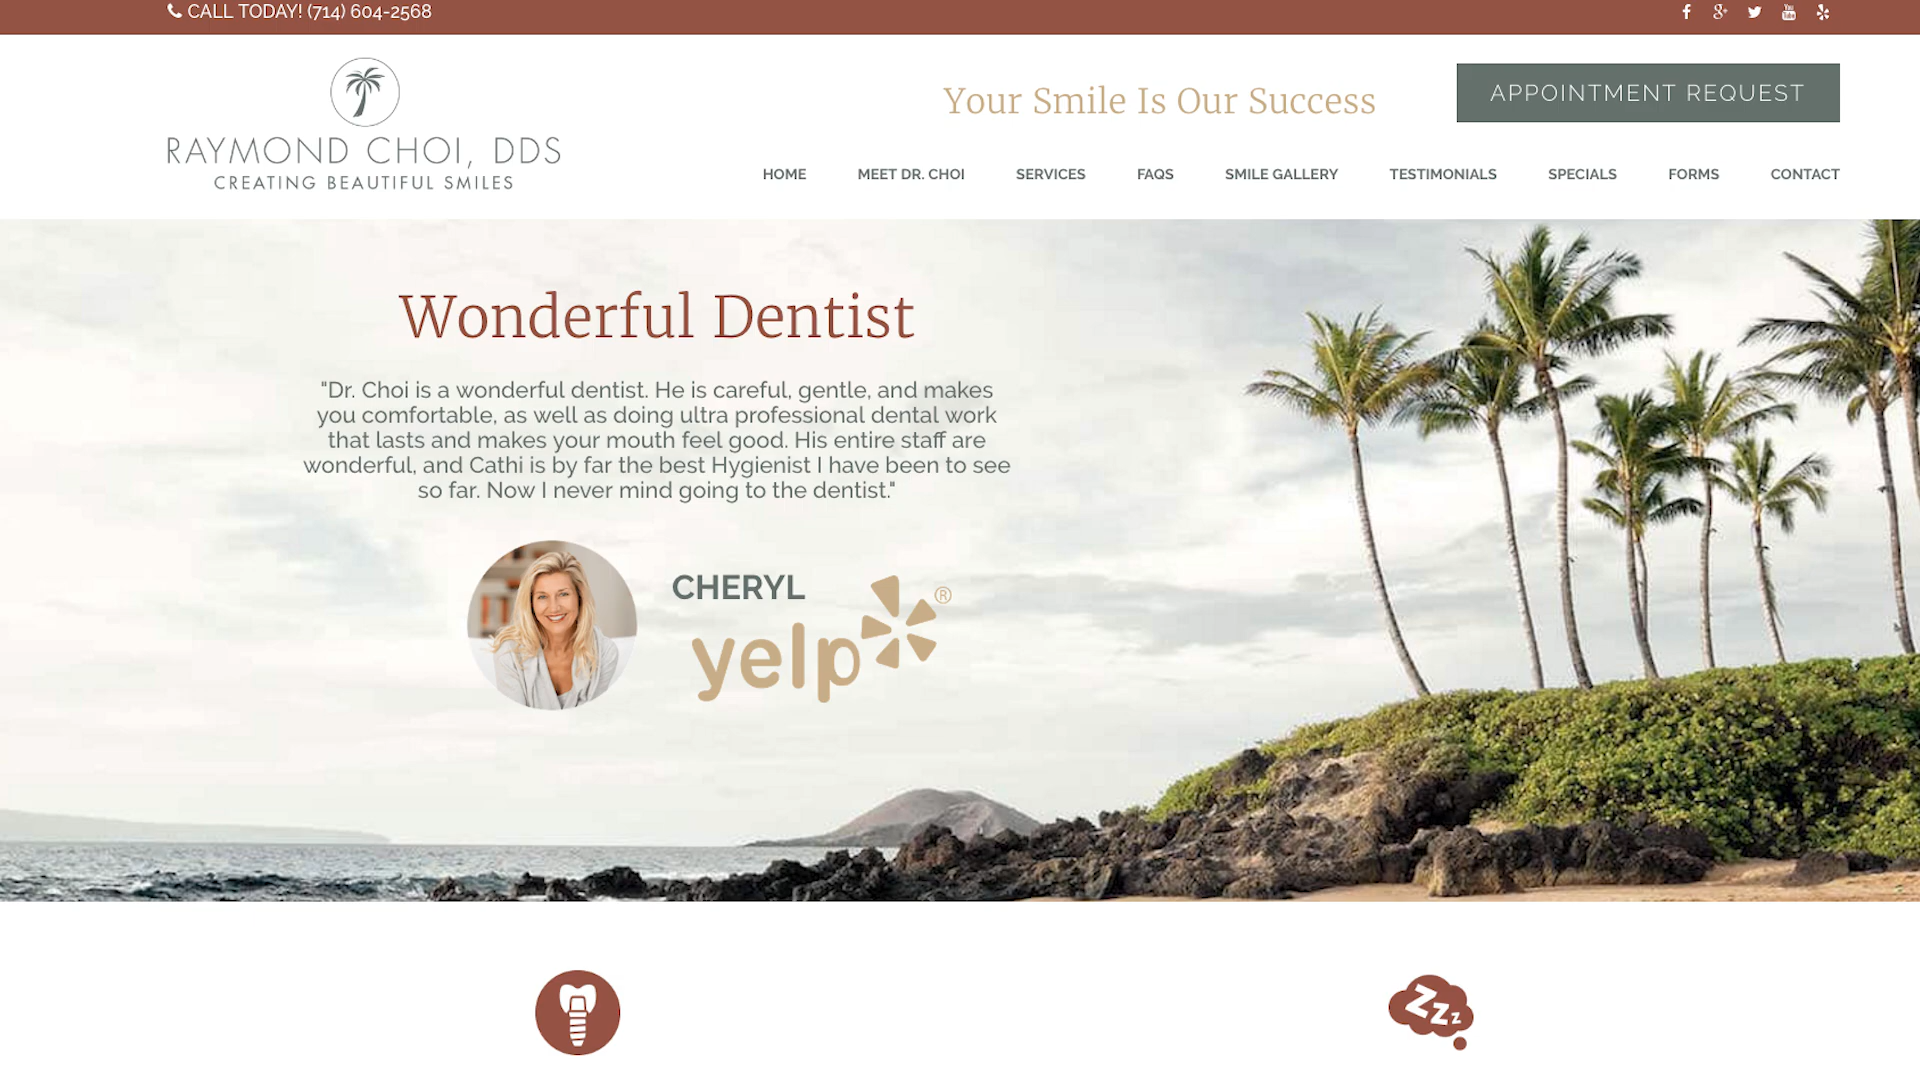 CALL TODAY! (714) 604-2568
RAYMOND CHOI, DDS
CREATING BEAUTIFUL SMILES
Your Smile Is Our Success
APPOINTMENT REQUEST
HOME MEET DR. CHOI SERVICES FAQS SMILE GALLERY TESTIMONIALS SPECIALS FORMS CONTACT
Wonderful Dentist
"Dr. Choi is a wonderful dentist. He is careful, gentle, and makes
you comfortable, as well as doing ultra professional dental work
that lasts and makes your mouth feel good. His entire staff are
wonderful, and Cathi is by far the best Hygienist I have been to see
so far. Now I never mind going to the dentist."
CHERYL
yelp®
Zzz